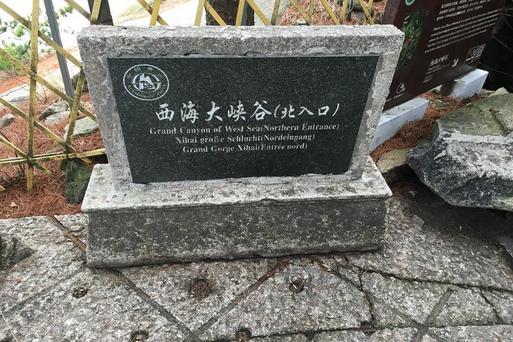 西海大峡谷(北入口)
Grand Canyon of West Sea(Northern Entrance)
Xihai große Schlucht(Nordeingang)
Grand Gorge Xihai(Entrée nord)